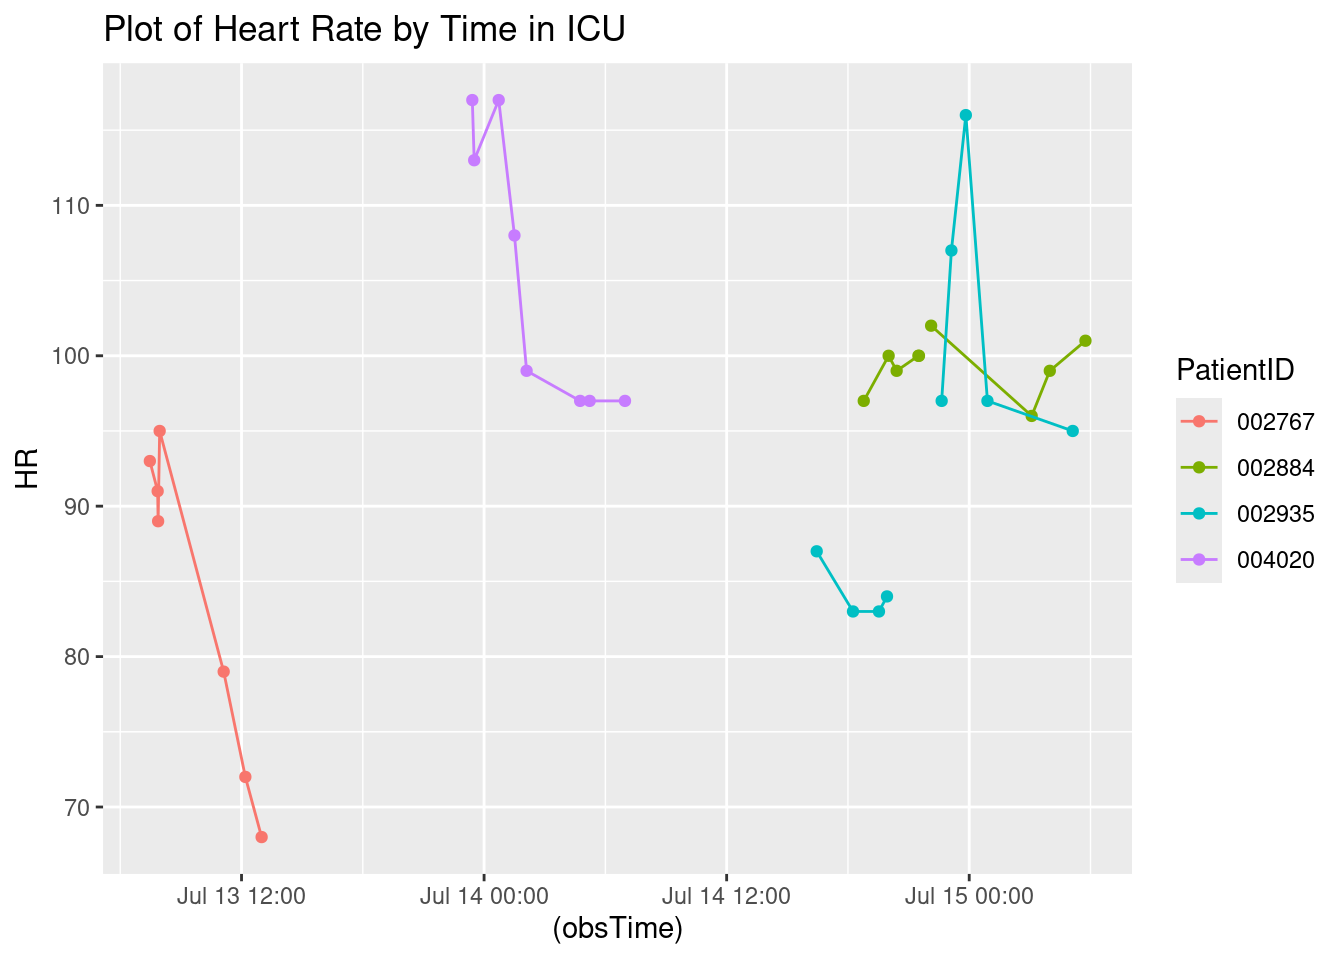 Plot of Heart Rate by Time in ICU
HR
110
100
90
80
70
Jul 13 12:00 Jul 14 00:00 Jul 14 12:00 Jul 15 00:00
(obsTime)
PatientID
002767
002884
002935
004020